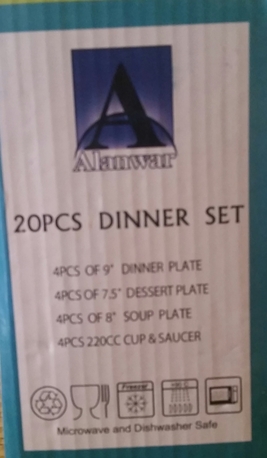 A
Alanwar
20PCS DINNER SET
4PCS OF 9" DINNER PLATE
4PCS OF 7.5" DESSERT PLATE
4PCS OF 8" SOUP PLATE
4PCS 220CC CUP & SAUCER
Freezer
Microwave and Dishwasher Safe